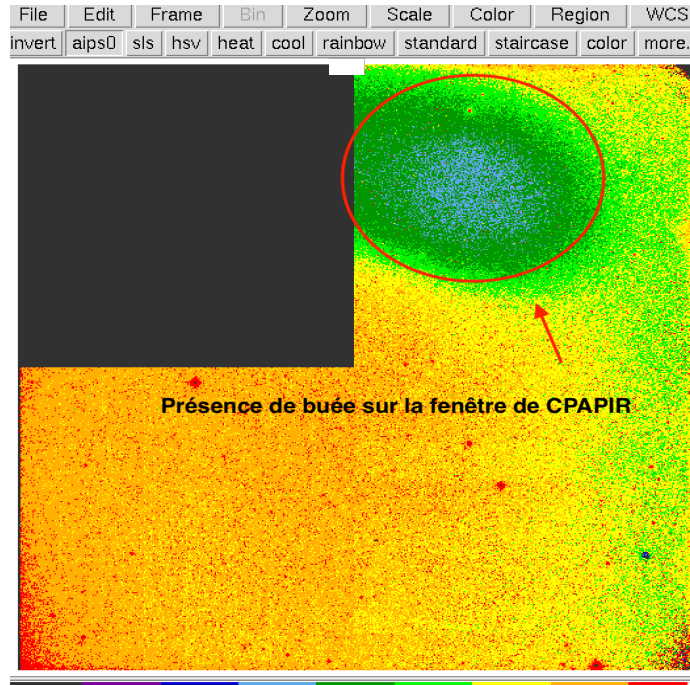 File Edit Frame Bin Zoom Scale Color Region WCS
invert aips0 sls hsv heat cool rainbow standard staircase color more.
Présence de buée sur la fenêtre de CPAPIR